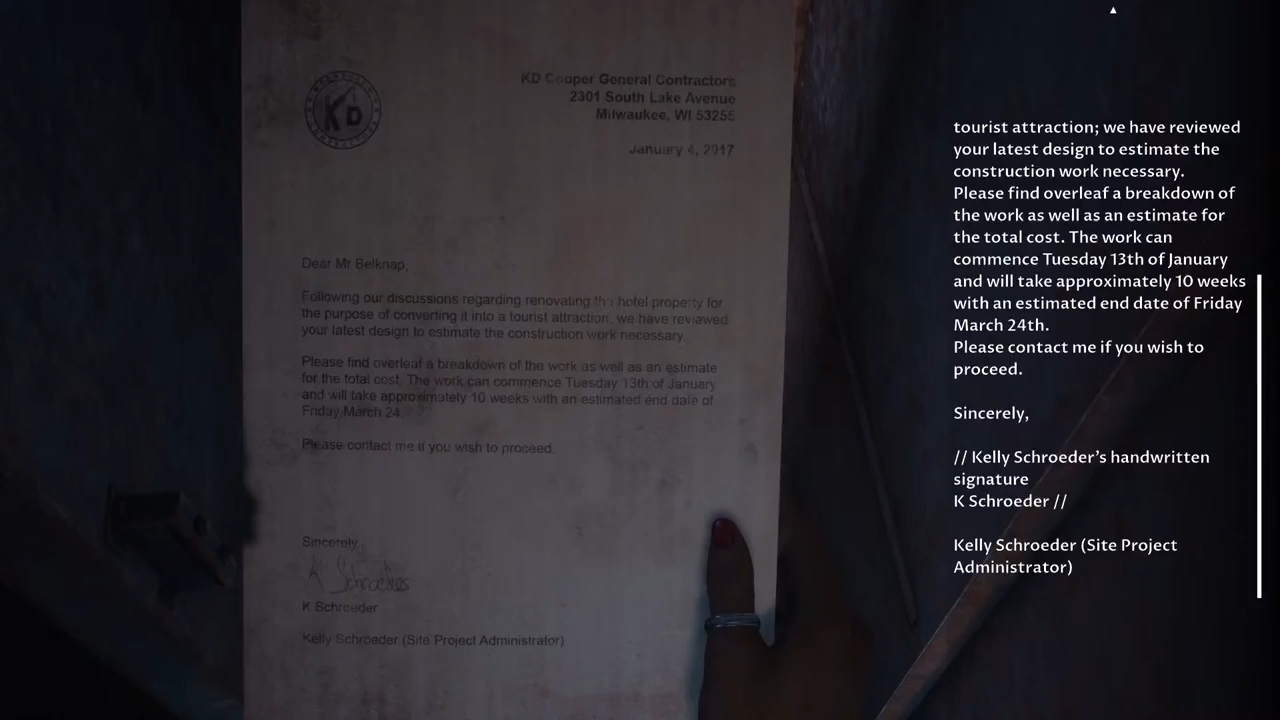 KD Cooper General Contractors
2301 South Lake Avenue
Milwaukee, WI 53255
January 4, 2017
KD
Dear Mr Belknap,
Following our discussions regarding renovating the hotel property for
the purpose of converting it into a tourist attraction; we have reviewed
your latest design to estimate the construction work necessary.
Please find overleaf a breakdown of the work as well as an estimate
for the total cost. The work can commence Tuesday 13th of January
and will take approximately 10 weeks with an estimated end date of
Friday March 24.
Please contact me if you wish to proceed.
Sincerely,
K Schroeder
K Schroeder
Kelly Schroeder (Site Project Administrator)
tourist attraction; we have reviewed
your latest design to estimate the
construction work necessary.
Please find overleaf a breakdown of
the work as well as an estimate for
the total cost. The work can
commence Tuesday 13th of January
and will take approximately 10 weeks
with an estimated end date of Friday
March 24th.
Please contact me if you wish to
proceed.
Sincerely,
// Kelly Schroeder's handwritten
signature
K Schroeder //
Kelly Schroeder (Site Project
Administrator)